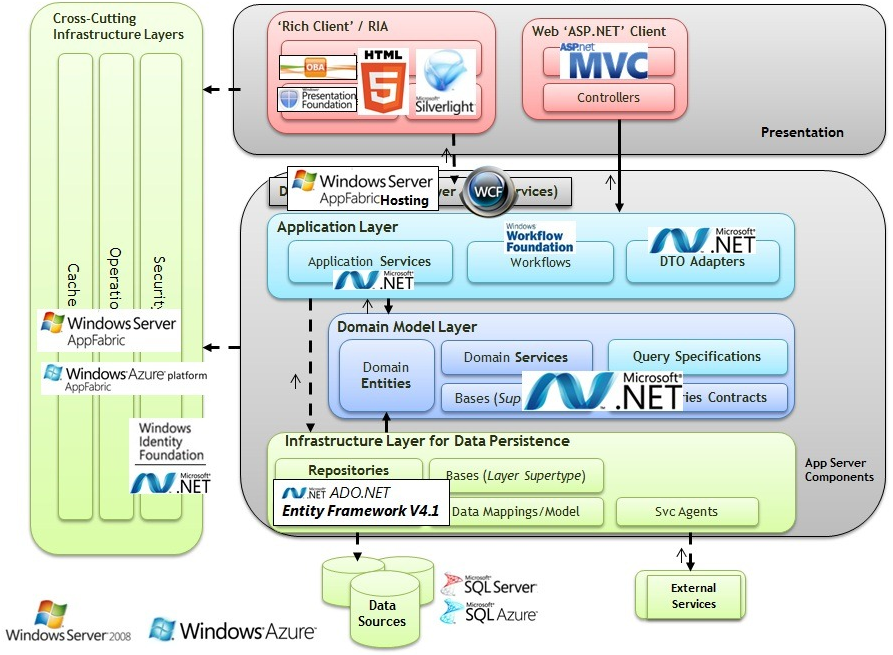 Cross-Cutting
Infrastructure Layers
Cache
Operatio
Security
Windows Server
AppFabric
Windows Azure platform
AppFabric
Windows
Identity
Foundation
Microsoft
.NET
'Rich Client' / RIA
OBA
Windows
Presentation
Foundation
HTML
5
Microsoft
Silverlight
Web 'ASP.NET' Client
ASP.net
MVC
Controllers
Presentation
Windows Server
AppFabric Hosting
WCF
rvices)
Application Layer
Application Services
Microsoft
.NET
Windows
Workflow
Foundation
Workflows
Microsoft
.NET
DTO Adapters
Domain Model Layer
Domain
Entities
Domain Services
Query Specifications
Bases (Sup
Microsoft
.NET
ries Contracts
Infrastructure Layer for Data Persistence
Repositories
.NET ADO.NET
Entity Framework V4.1
Bases (Layer Supertype)
Data Mappings/Model
Svc Agents
App Server
Components
Data
Sources
Microsoft
SQL Server
Microsoft
SQL Azure
External
Services
Windows Server 2008
Windows Azure